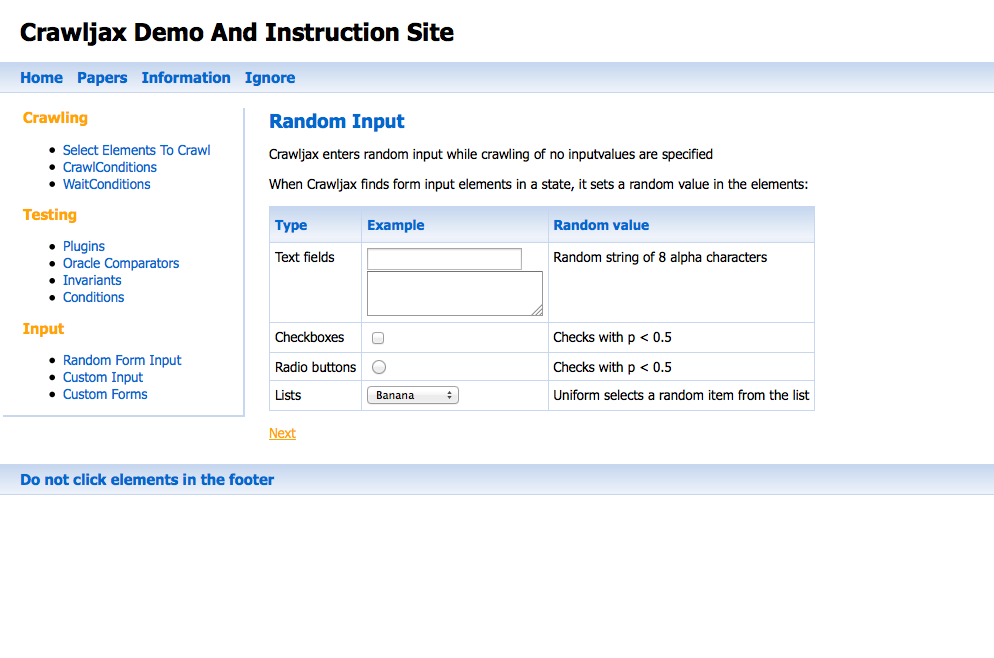 Crawljax Demo And Instruction Site
Home Papers Information Ignore
Crawling
Select Elements To Crawl
CrawlConditions
WaitConditions
Testing
Plugins
Oracle Comparators
Invariants
Conditions
Input
Random Form Input
Custom Input
Custom Forms
Random Input
Crawljax enters random input while crawling of no inputvalues are specified
When Crawljax finds form input elements in a state, it sets a random value in the elements:
Type Example Random value
Text fields Random string of 8 alpha characters
Checkboxes Checks with p < 0.5
Radio buttons Checks with p < 0.5
Lists Banana Uniform selects a random item from the list
Next
Do not click elements in the footer